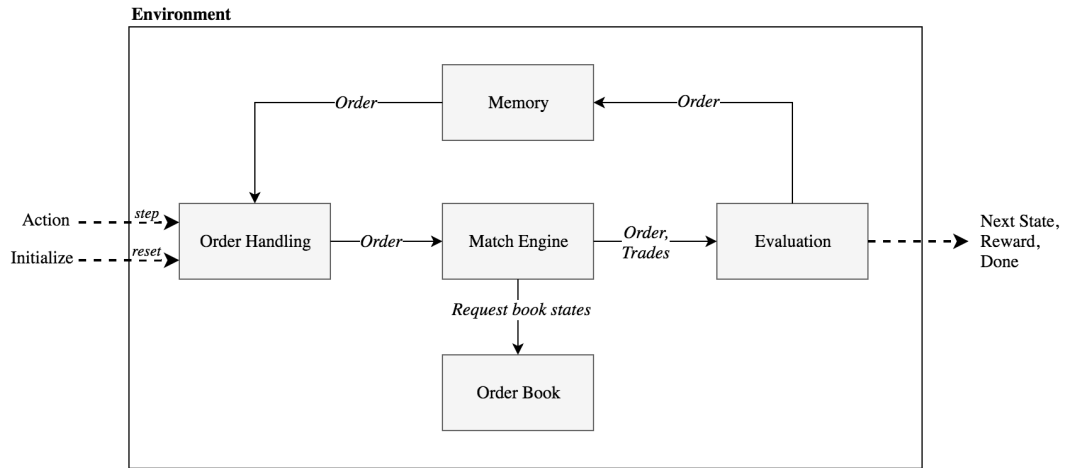 Environment
Order
Memory
Order
Action
step
Initialize
reset
Order Handling
Order
Match Engine
Order,
Trades
Evaluation
Next State,
Reward,
Done
Request book states
Order Book